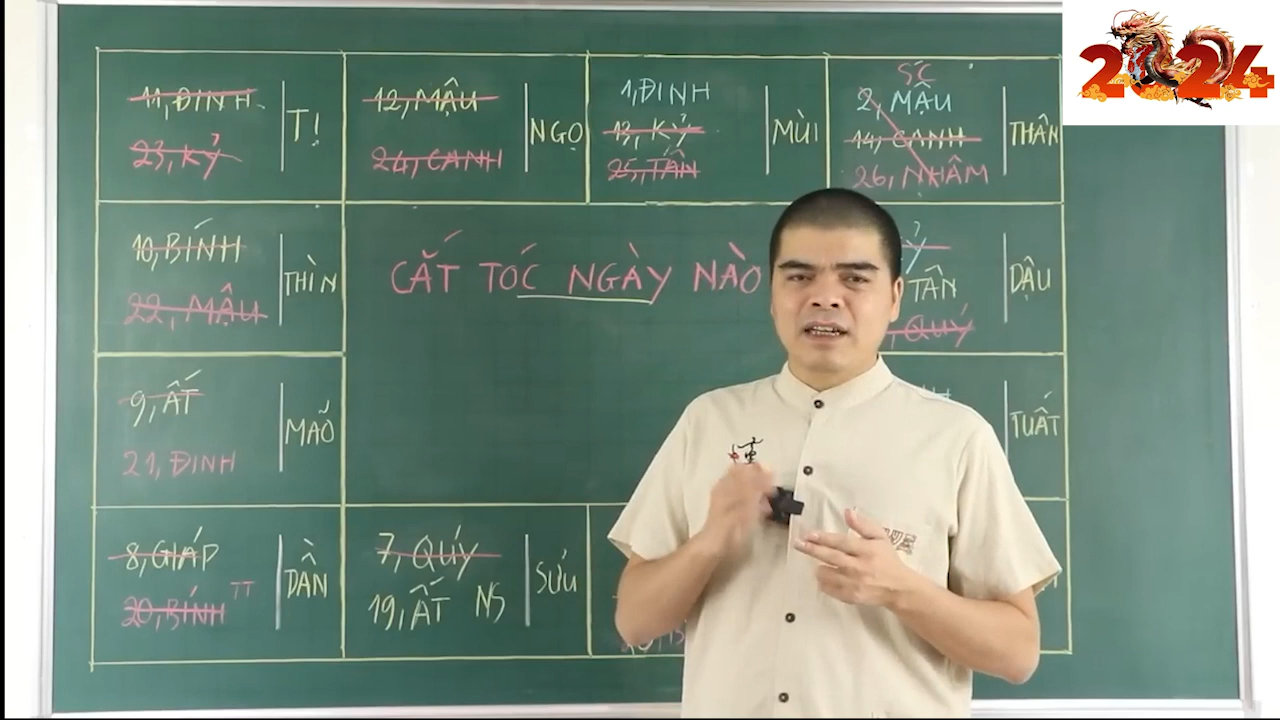 2024
11, ĐINH
23, KỶ
TỊ
12, MẬU
24, CANH
NGỌ
1, ĐINH
13, KỶ
25, TÂN
MÙI
SÓC
2, MẬU
14, CANH
26, NHÂM
THÂN
10, BÍNH
22, MẬU
THÌN
CẮT TÓC NGÀY NÀO
TÂN
, QUÝ
DẬU
9, ẤT
21, ĐINH
MÃO
TUẤT
8, GIÁP
20, BÍNH TT
DẦN
7, QUÝ
19, ẤT NS
SỬU